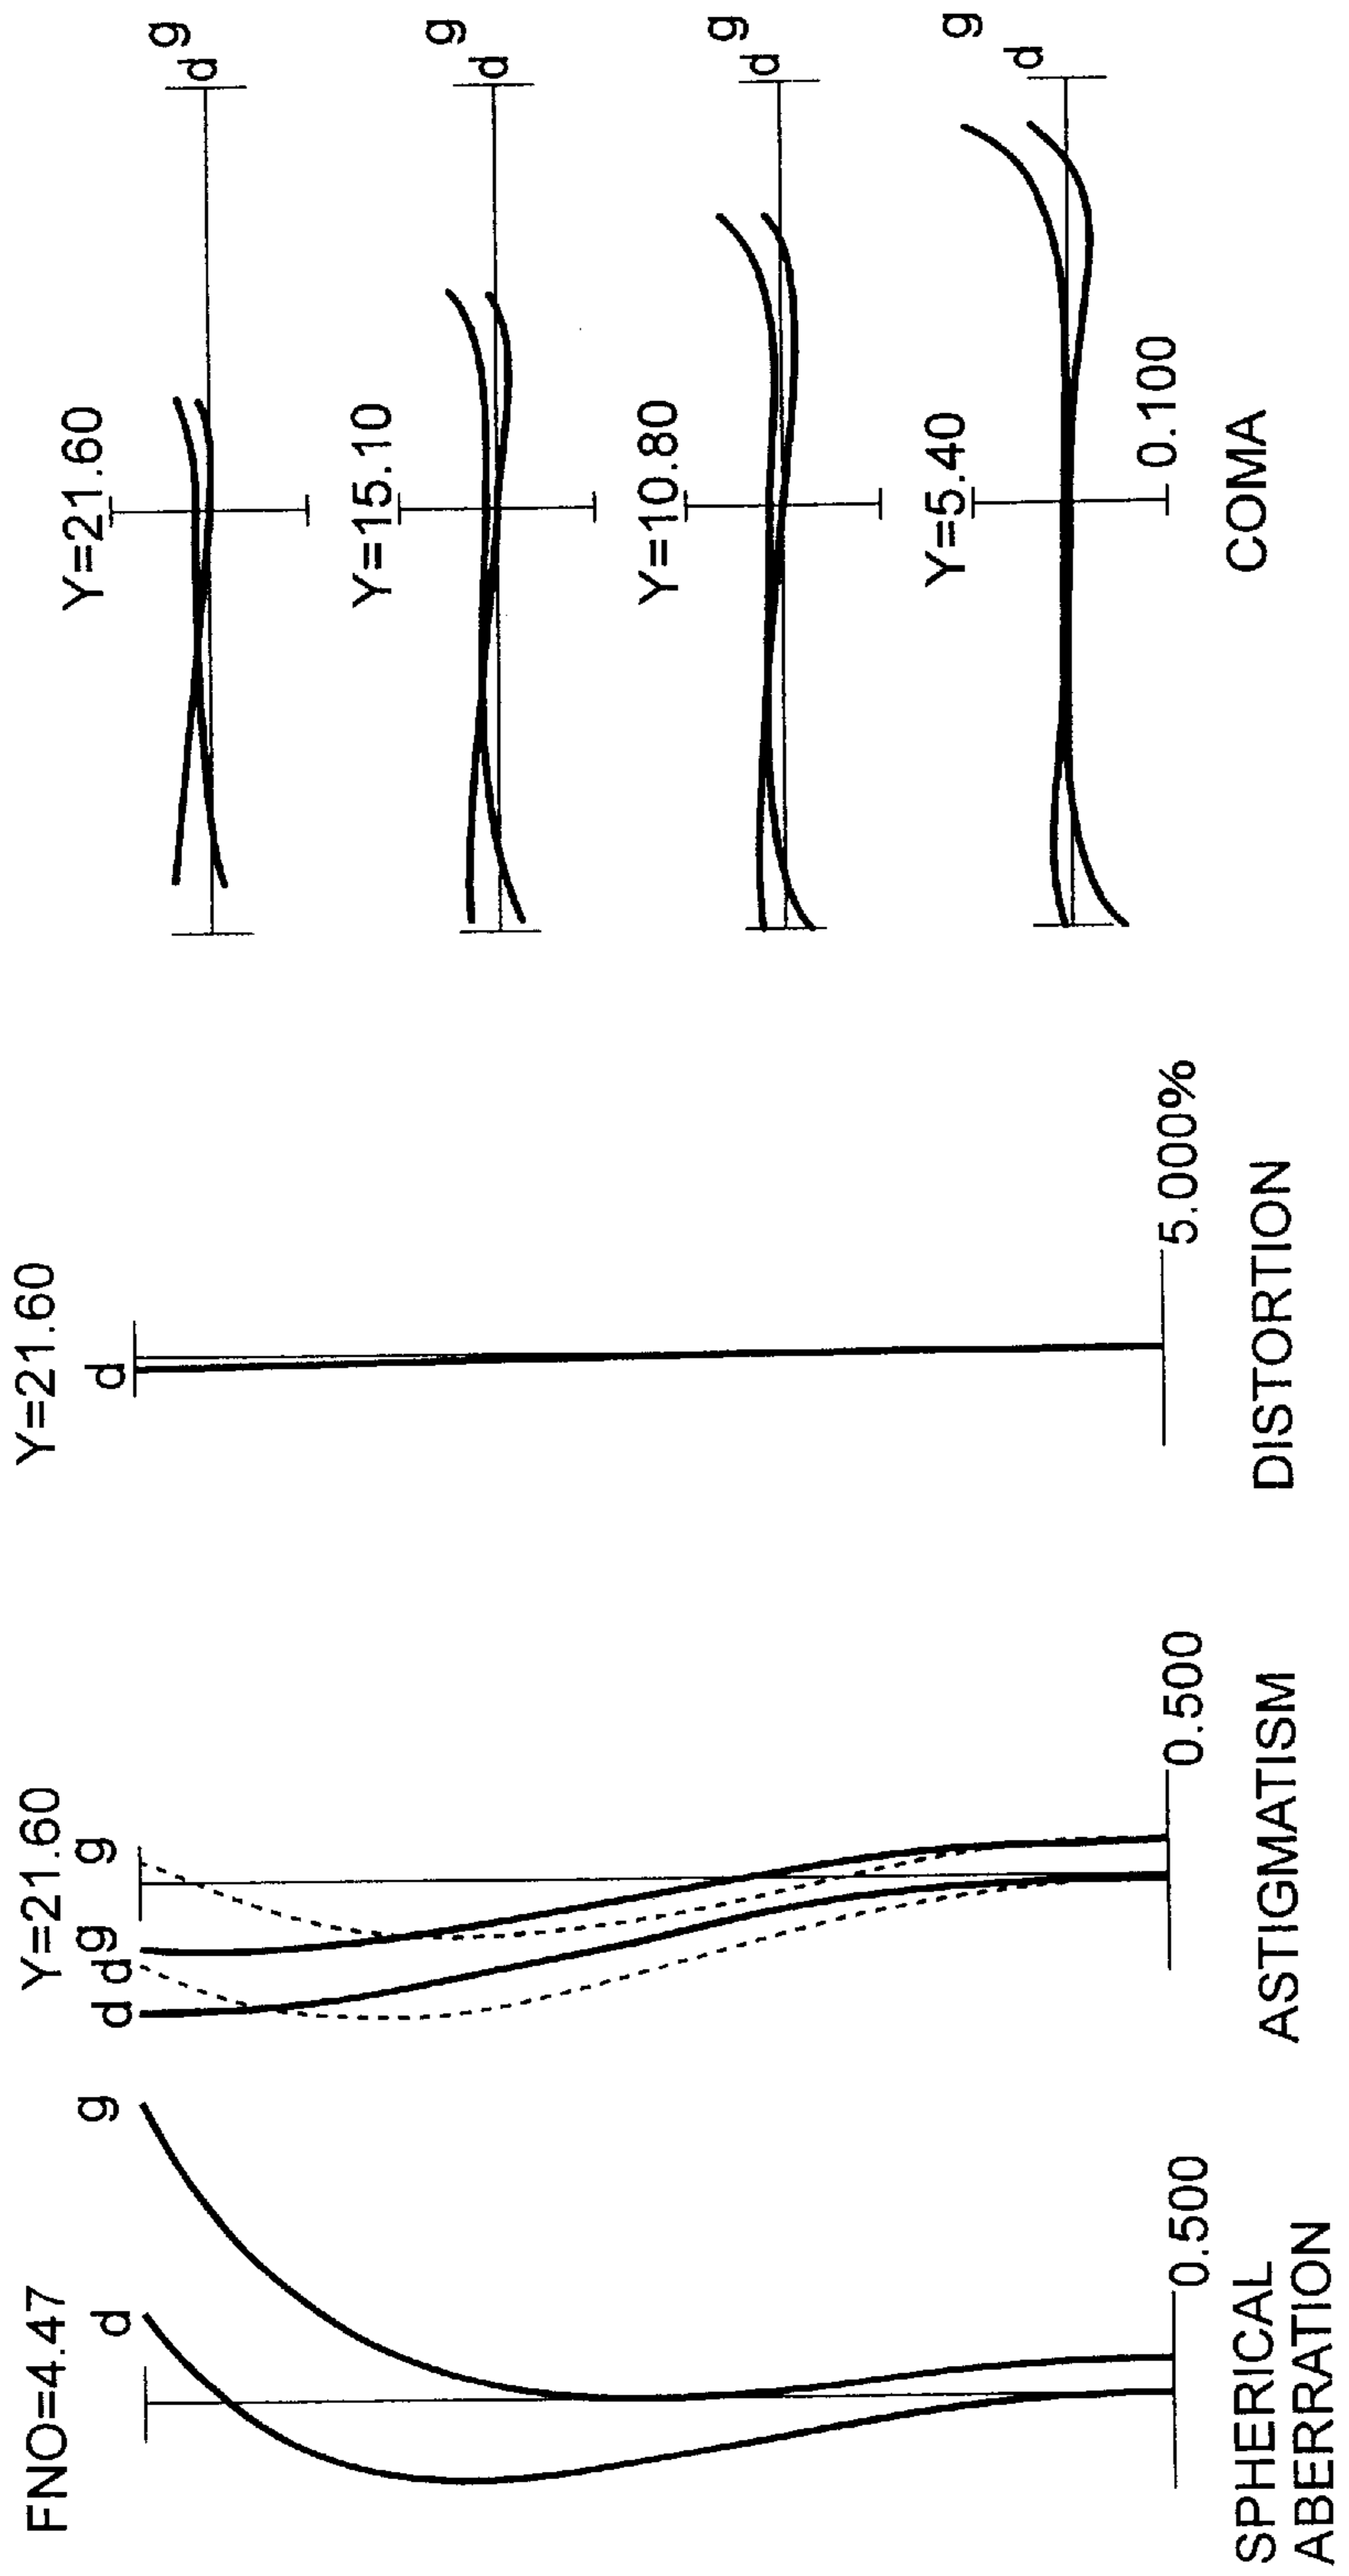 FNO=4.47
d
g
0.500
SPHERICAL
ABERRATION
Y=21.60
d
d
g
g
0.500
ASTIGMATISM
Y=21.60
d
5.000%
DISTORTION
Y=21.60
g
d
Y=15.10
g
d
Y=10.80
g
d
Y=5.40
g
d
0.100
COMA